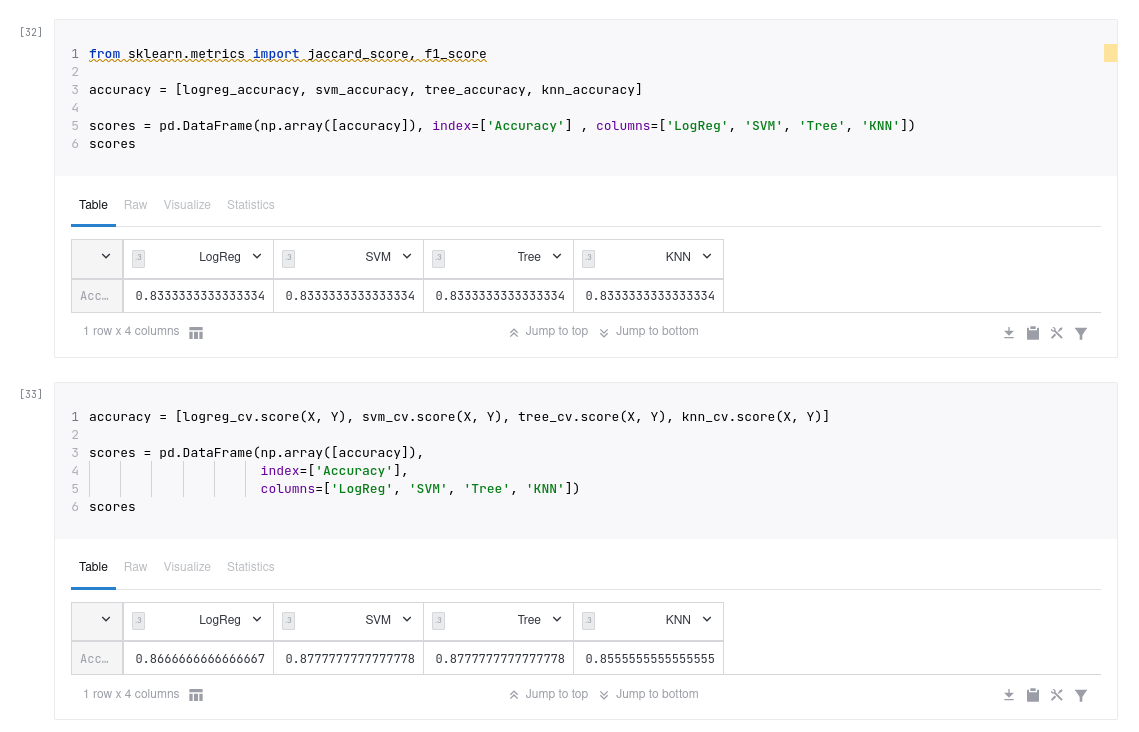 [32]
1 from sklearn.metrics import jaccard_score, f1_score
2
3 accuracy = [logreg_accuracy, svm_accuracy, tree_accuracy, knn_accuracy]
4
5 scores = pd.DataFrame(np.array([accuracy]), index=['Accuracy'] , columns=['LogReg', 'SVM', 'Tree', 'KNN'])
6 scores
Table Raw Visualize Statistics
.3 LogReg .3 SVM .3 Tree .3 KNN
Acc… 0.8333333333333334 0.8333333333333334 0.8333333333333334 0.8333333333333334
1 row x 4 columns Jump to top Jump to bottom
[33]
1 accuracy = [logreg_cv.score(X, Y), svm_cv.score(X, Y), tree_cv.score(X, Y), knn_cv.score(X, Y)]
2
3 scores = pd.DataFrame(np.array([accuracy]),
4 index=['Accuracy'],
5 columns=['LogReg', 'SVM', 'Tree', 'KNN'])
6 scores
Table Raw Visualize Statistics
.3 LogReg .3 SVM .3 Tree .3 KNN
Acc… 0.8666666666666667 0.8777777777777778 0.8777777777777778 0.8555555555555555
1 row x 4 columns Jump to top Jump to bottom